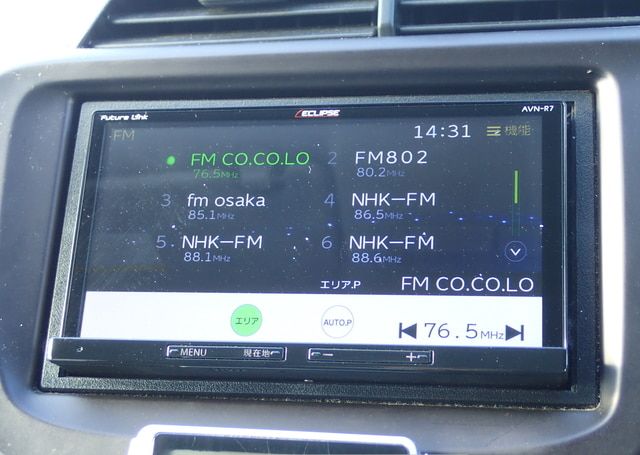 Future Link ECLIPSE AVN-R7
FM 14:31 機能
FM CO.CO.LO 2 FM802
76.5MHz 80.2MHz
3 fm osaka 4 NHK-FM
85.1MHz 86.5MHz
5 NHK-FM 6 NHK-FM
88.1MHz 88.6MHz
エリア.P FM CO.CO.LO
エリア AUTO.P 76.5MHz
MENU 現在地 − +